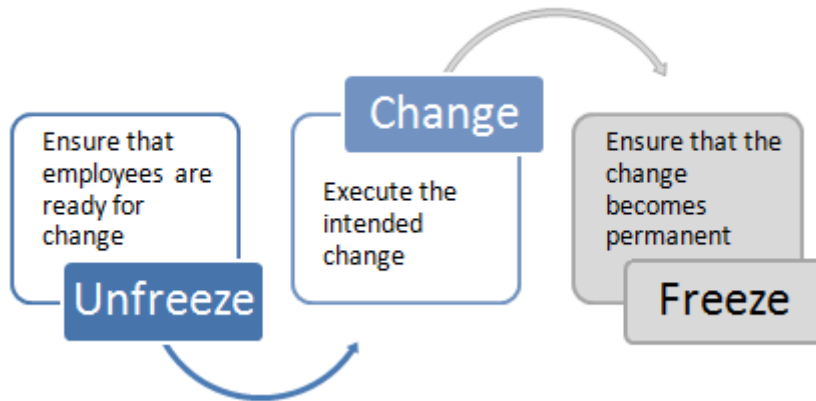 Ensure that
employees are
ready for
change
Unfreeze
Change
Execute the
intended
change
Ensure that the
change
becomes
permanent
Freeze